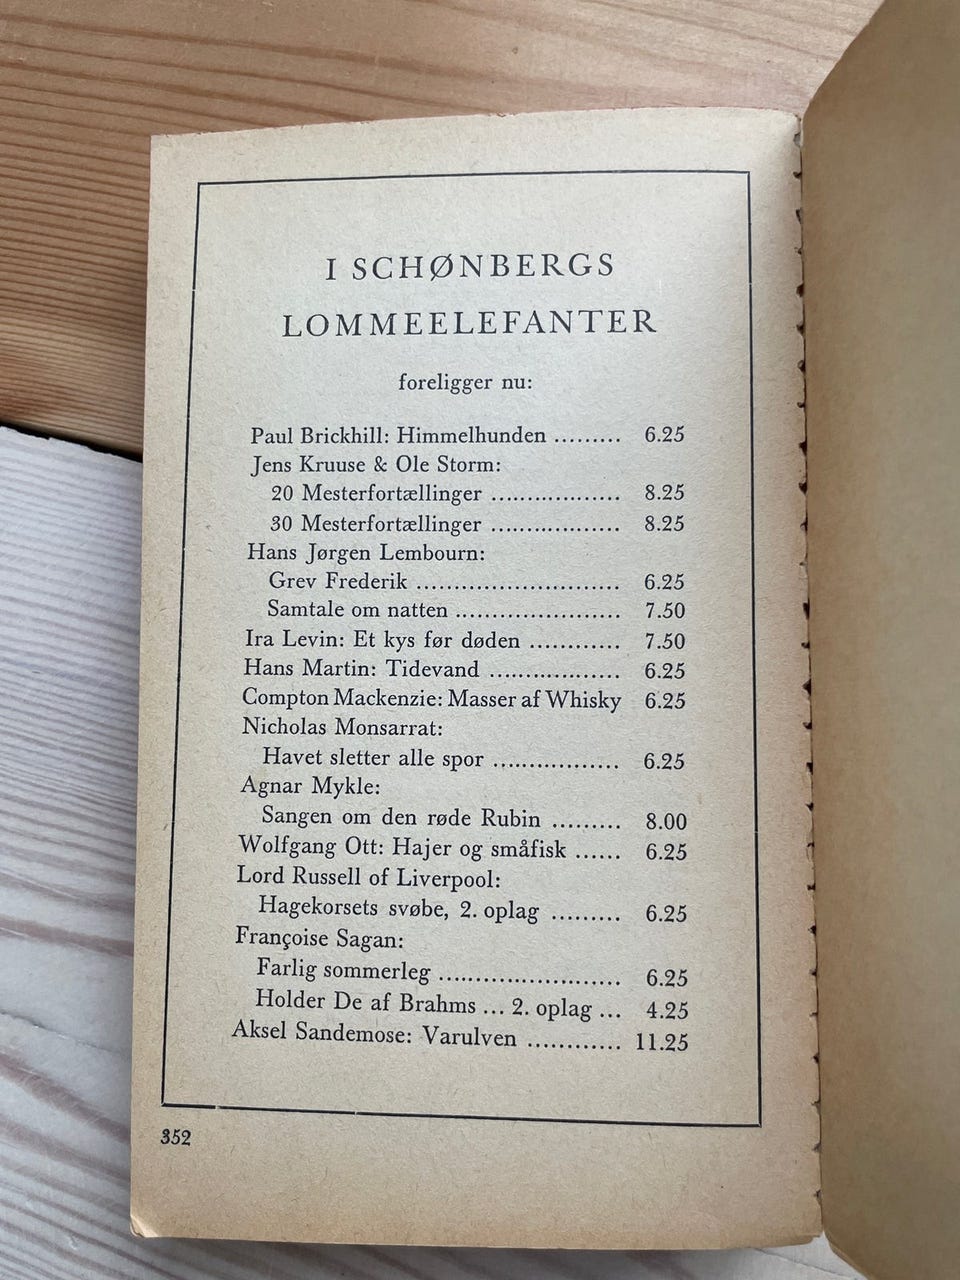 I SCHØNBERGS
LOMMEELEFANTER
foreligger nu:
Paul Brickhill: Himmelhunden ......... 6.25
Jens Kruuse & Ole Storm:
20 Mesterfortællinger .................. 8.25
30 Mesterfortællinger .................. 8.25
Hans Jørgen Lembourn:
Grev Frederik ............................. 6.25
Samtale om natten ....................... 7.50
Ira Levin: Et kys før døden ............. 7.50
Hans Martin: Tidevand .................. 6.25
Compton Mackenzie: Masser af Whisky 6.25
Nicholas Monsarrat:
Havet sletter alle spor .................. 6.25
Agnar Mykle:
Sangen om den røde Rubin .......... 8.00
Wolfgang Ott: Hajer og småfisk ...... 6.25
Lord Russell of Liverpool:
Hagekorsets svøbe, 2. oplag .......... 6.25
Françoise Sagan:
Farlig sommerleg .......................... 6.25
Holder De af Brahms ... 2. oplag ... 4.25
Aksel Sandemose: Varulven ............. 11.25
352